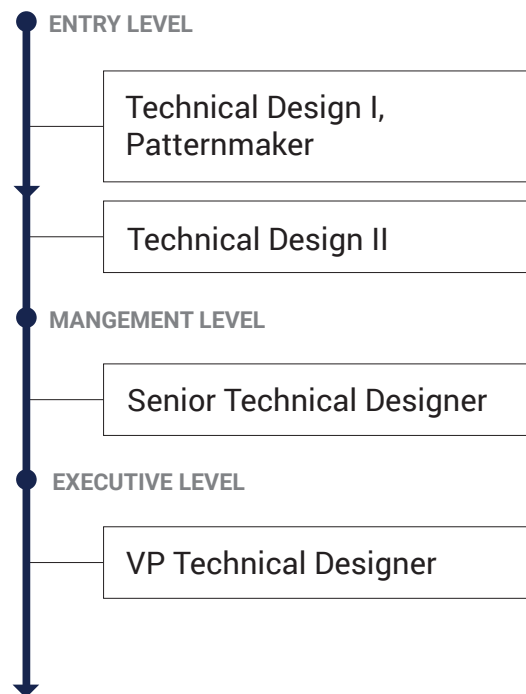 ENTRY LEVEL
Technical Design I,
Patternmaker
Technical Design II
MANGEMENT LEVEL
Senior Technical Designer
EXECUTIVE LEVEL
VP Technical Designer